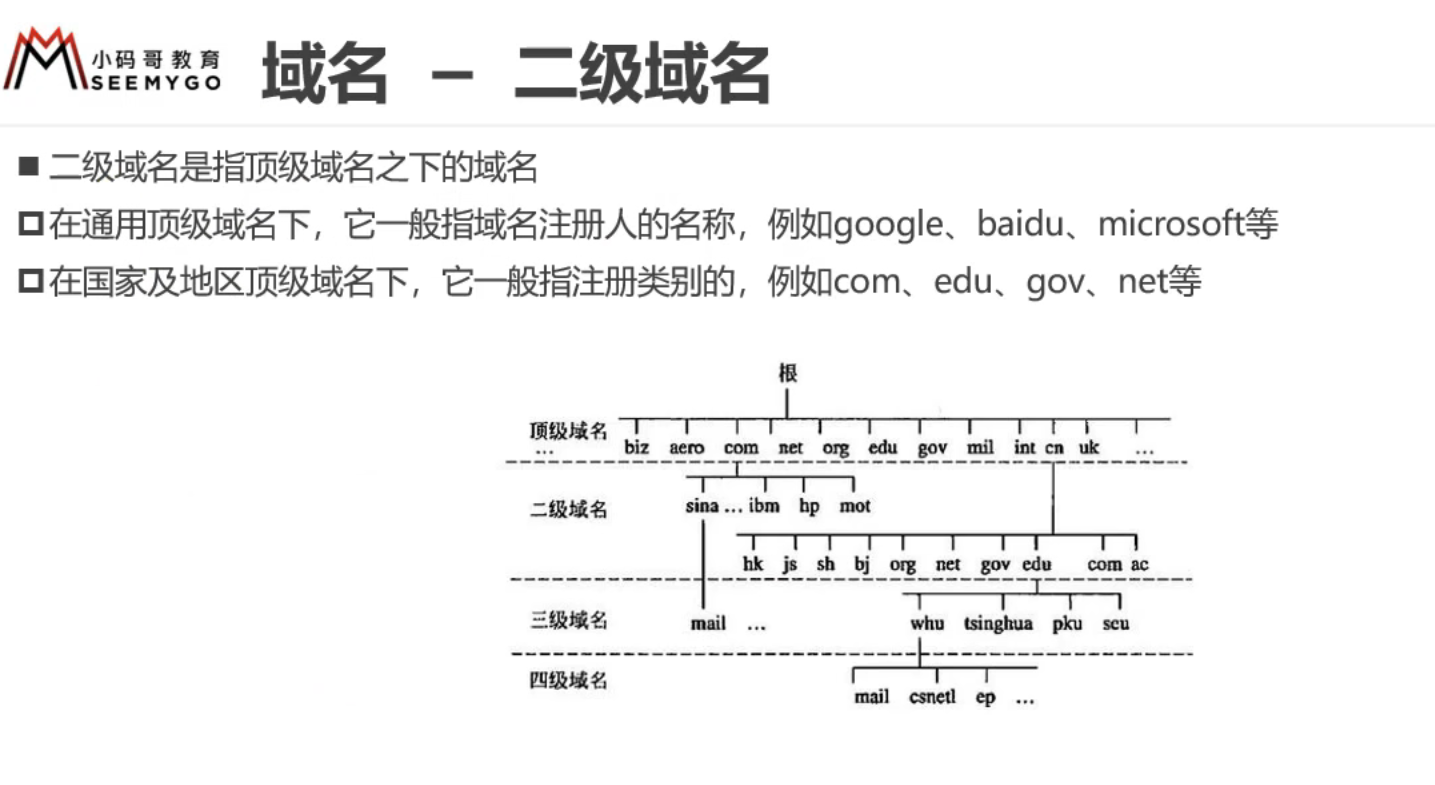 小码哥教育
SEEMYGO
域名 – 二级域名
■ 二级域名是指顶级域名之下的域名
在通用顶级域名下，它一般指域名注册人的名称，例如google、baidu、microsoft等
在国家及地区顶级域名下，它一般指注册类别的，例如com、edu、gov、net等
根
顶级域名
... biz aero com net org edu gov mil int cn uk ...
二级域名 sina ... ibm hp mot
hk js sh bj org net gov edu com ac
三级域名 mail ... whu tsinghua pku scu
四级域名
mail csnetl ep ...